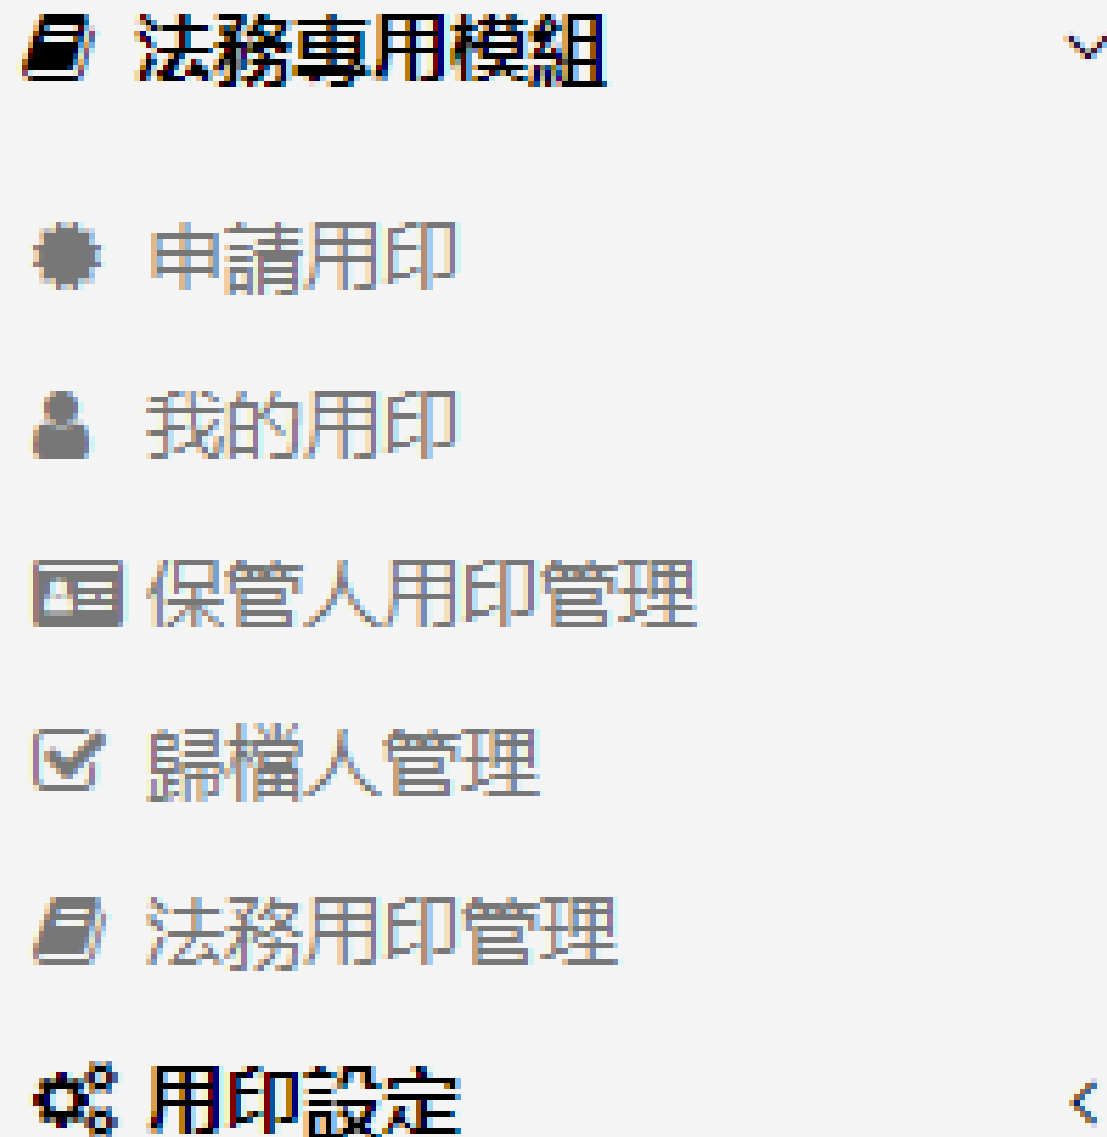 法務專用模組
申請用印
我的用印
保管人用印管理
歸檔人管理
法務用印管理
用印設定